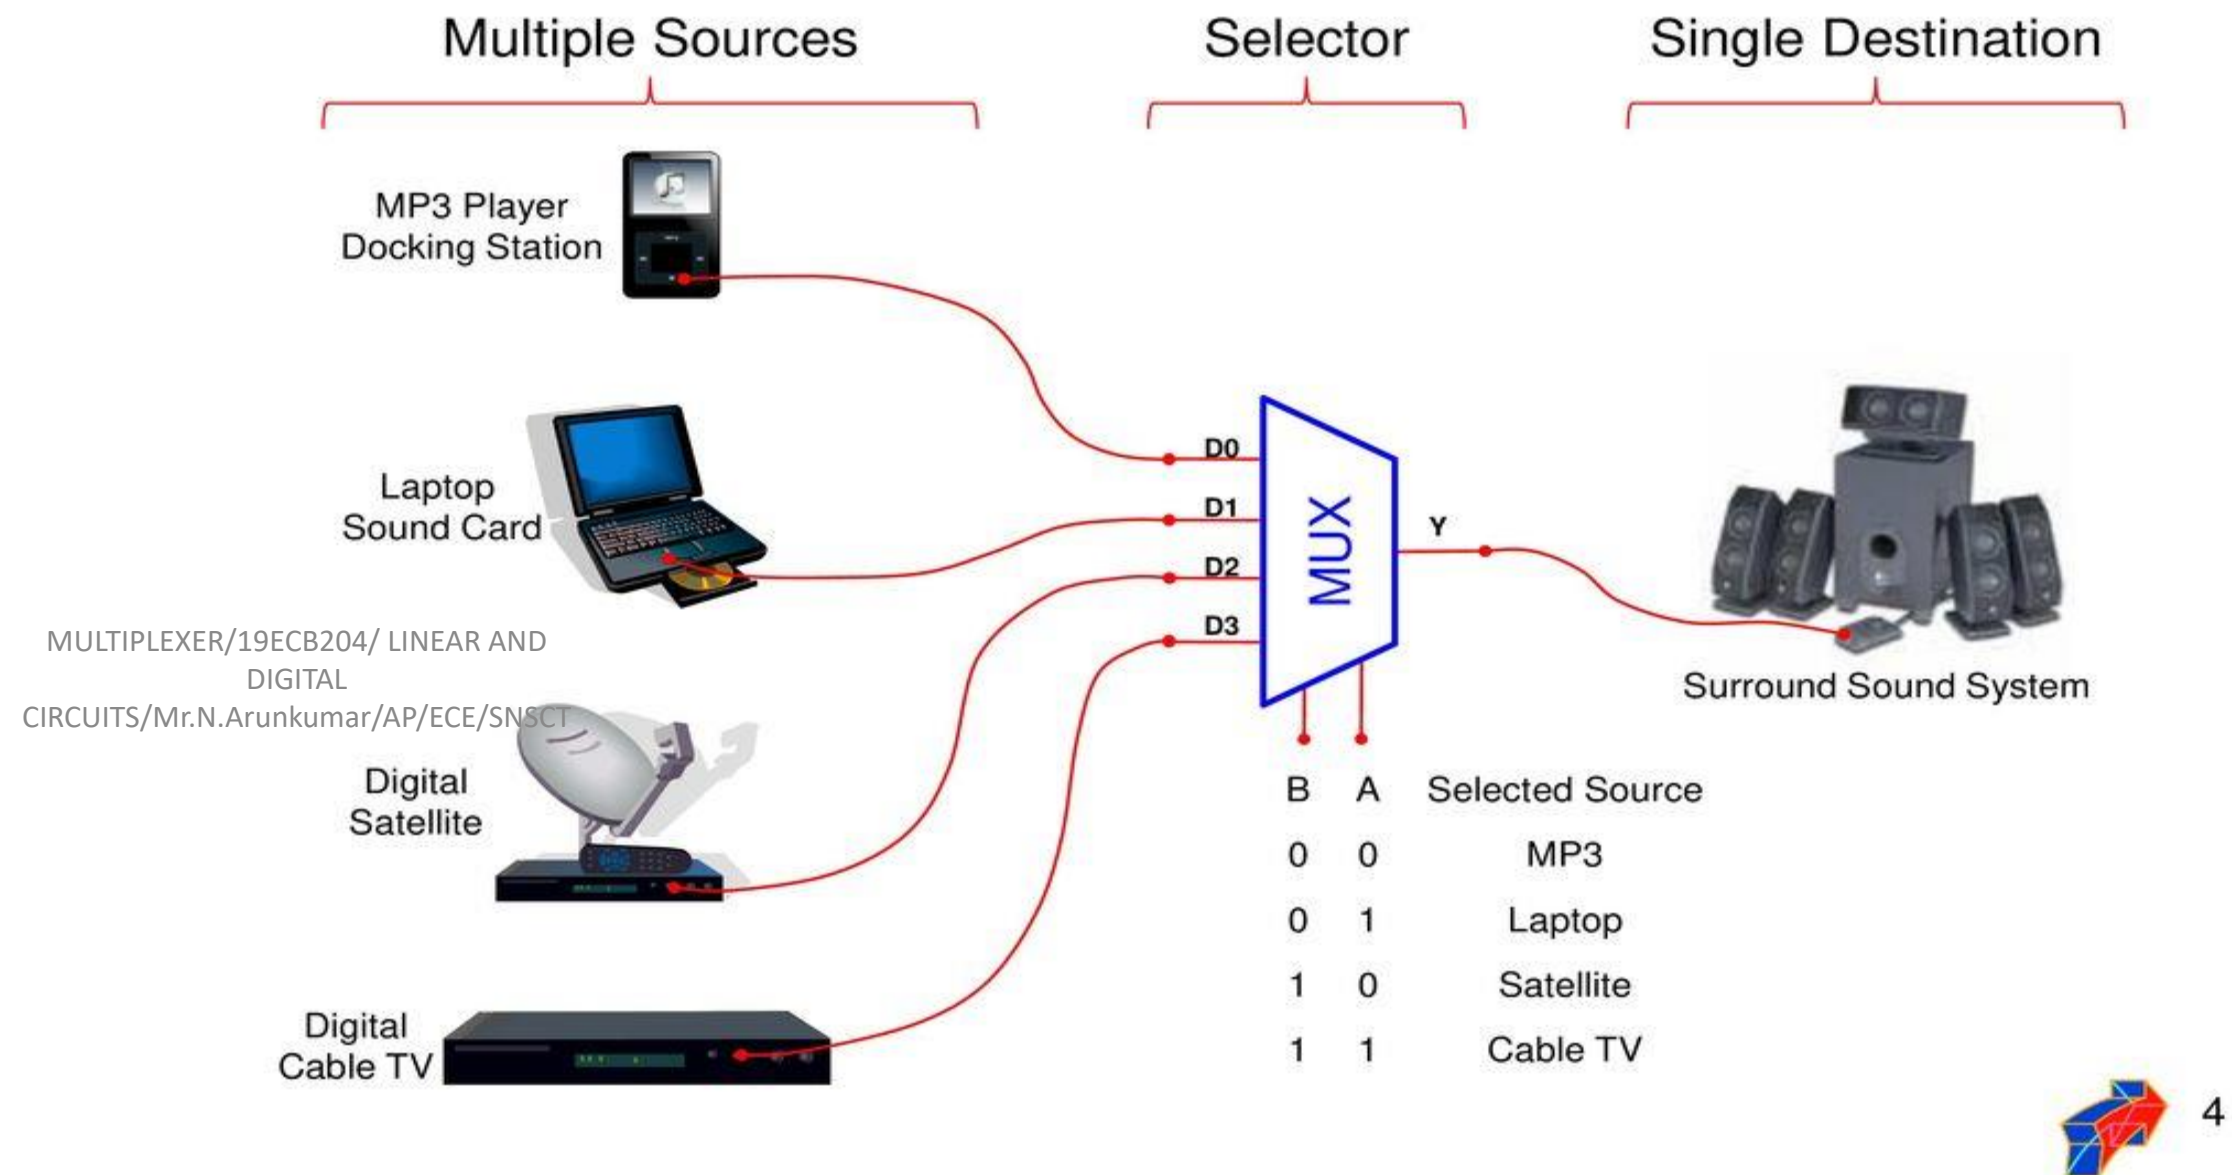 Multiple Sources
Selector
Single Destination
MP3 Player
Docking Station
Laptop
Sound Card
D0
D1
D2
D3
MUX
Y
Surround Sound System
MULTIPLEXER/19ECB204/ LINEAR AND
DIGITAL
CIRCUITS/Mr.N.Arunkumar/AP/ECE/SNSCT
Digital
Satellite
Digital
Cable TV
B A Selected Source
0 0 MP3
0 1 Laptop
1 0 Satellite
1 1 Cable TV
4